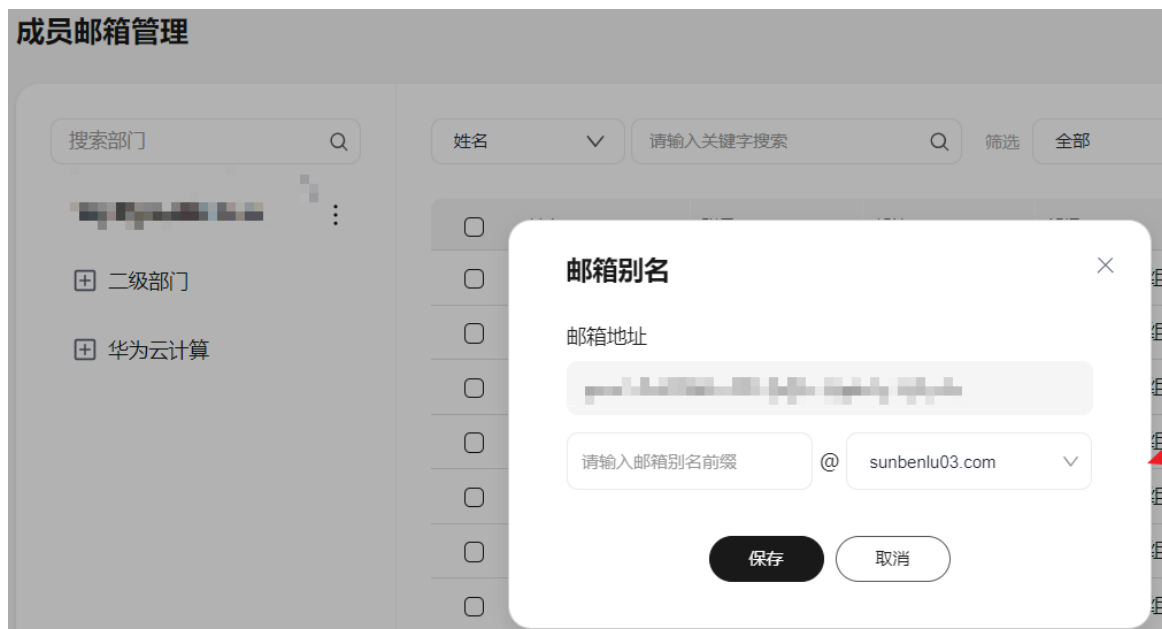 成员邮箱管理
搜索部门
姓名
请输入关键字搜索
筛选
全部
二级部门
华为云计算
邮箱别名
邮箱地址
请输入邮箱别名前缀 @ sunbenlu03.com
保存
取消